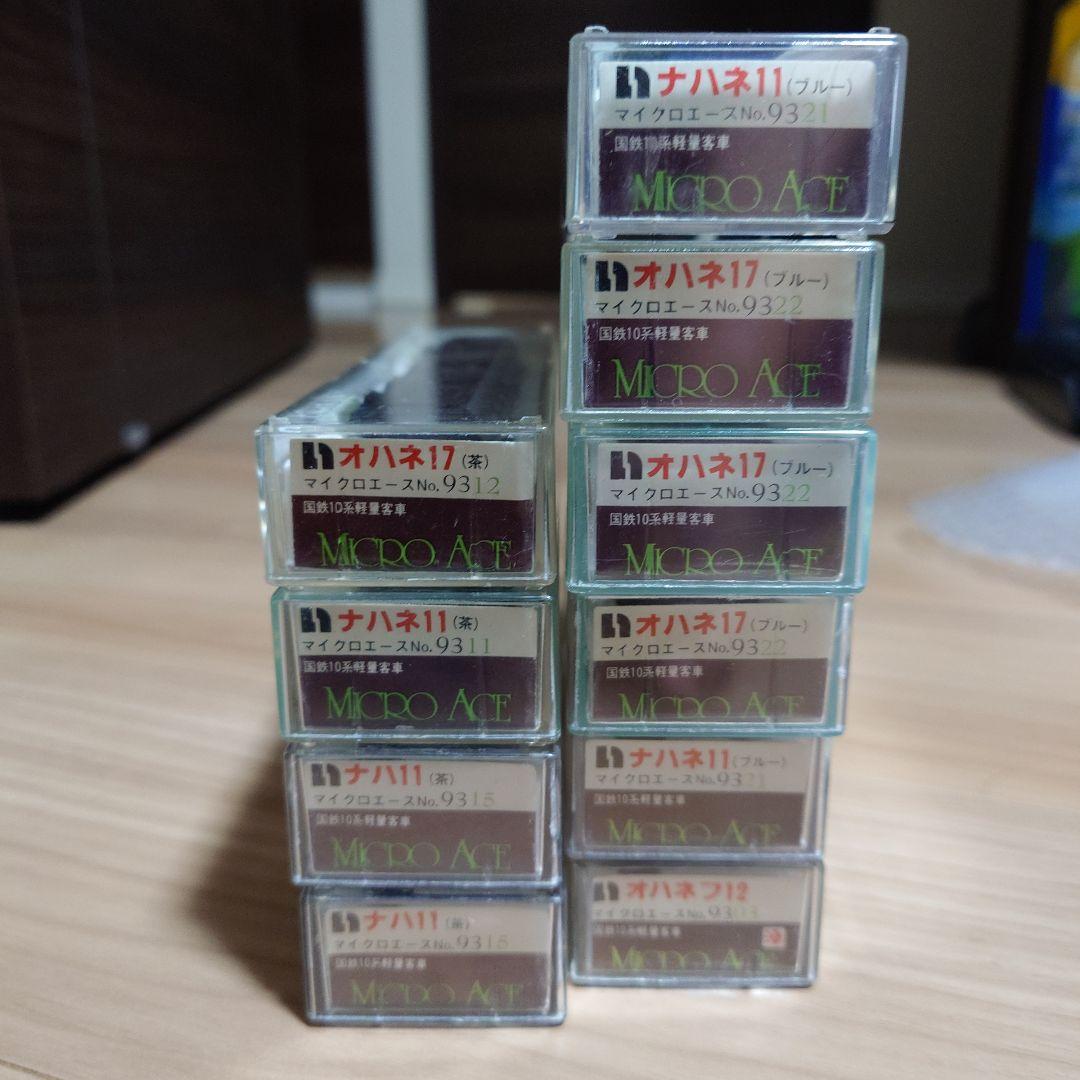 ナハネ11(ブルー)
マイクロエースNo.9321
国鉄10系軽量客車
MICRO ACE
オハネ17(ブルー)
マイクロエースNo.9322
国鉄10系軽量客車
MICRO ACE
オハネ17(ブルー)
マイクロエースNo.9322
国鉄10系軽量客車
MICRO ACE
オハネ17(ブルー)
マイクロエースNo.9322
国鉄10系軽量客車
MICRO ACE
ナハネ11(ブルー)
マイクロエースNo.9321
国鉄10系軽量客車
MICRO ACE
オハネフ12
マイクロエースNo.93
国鉄10系軽量客車
MICRO ACE
オハネ17(茶)
マイクロエースNo.9312
国鉄10系軽量客車
MICRO ACE
ナハネ11(茶)
マイクロエースNo.9311
国鉄10系軽量客車
MICRO ACE
ナハ11(茶)
マイクロエースNo.9315
国鉄10系軽量客車
MICRO ACE
ナハ11(茶)
マイクロエースNo.9315
国鉄10系軽量客車
MICRO ACE